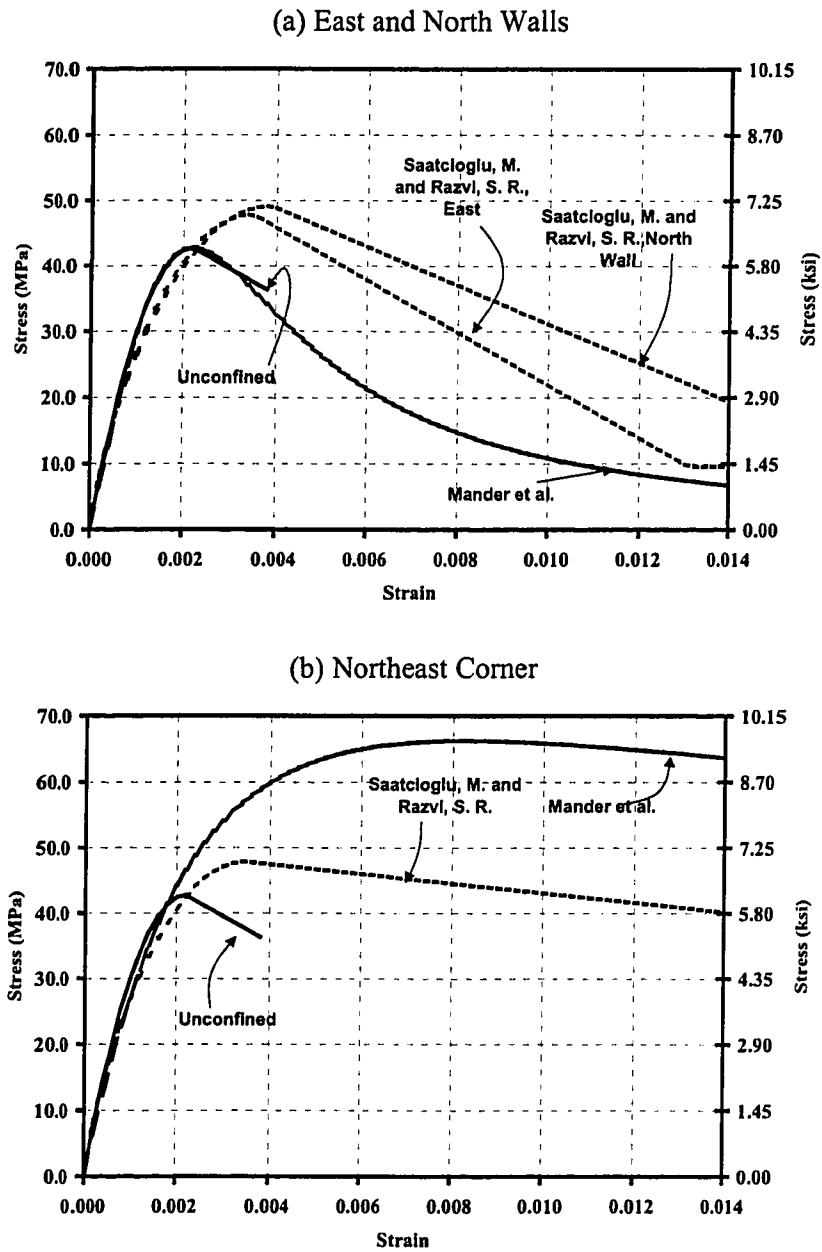 (a) East and North Walls
70.0
60.0
50.0
40.0
30.0
20.0
10.0
0.0
Stress (MPa)
10.15
8.70
7.25
5.80
4.35
2.90
1.45
0.00
Stress (ksi)
Saatcloglu, M.
and Razvl, S. R.,
East
Saatcloglu, M. and
Razvl, S. R., North
Wall
Unconfined
Mander et al.
0.000
0.002
0.004
0.006
0.008
0.010
0.012
0.014
Strain
(b) Northeast Corner
70.0
60.0
50.0
40.0
30.0
20.0
10.0
0.0
Stress (MPa)
10.15
8.70
7.25
5.80
4.35
2.90
1.45
0.00
Stress (ksi)
Saatcloglu, M. and
Razvl, S. R.
Mander et al.
Unconfined
0.000
0.002
0.004
0.006
0.008
0.010
0.012
0.014
Strain